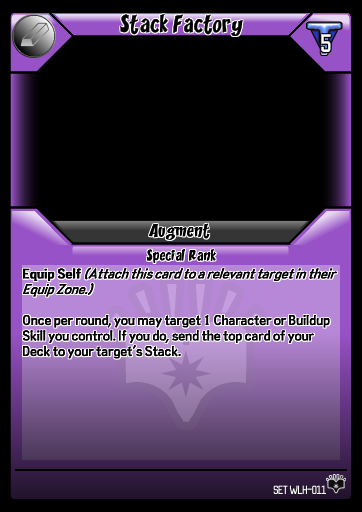 Stack Factory
5
Augment
Special Rank
Equip Self (Attach this card to a relevant target in their
Equip Zone.)
Once per round, you may target 1 Character or Buildup
Skill you control. If you do, send the top card of your
Deck to your target's Stack.
SET WLH-011